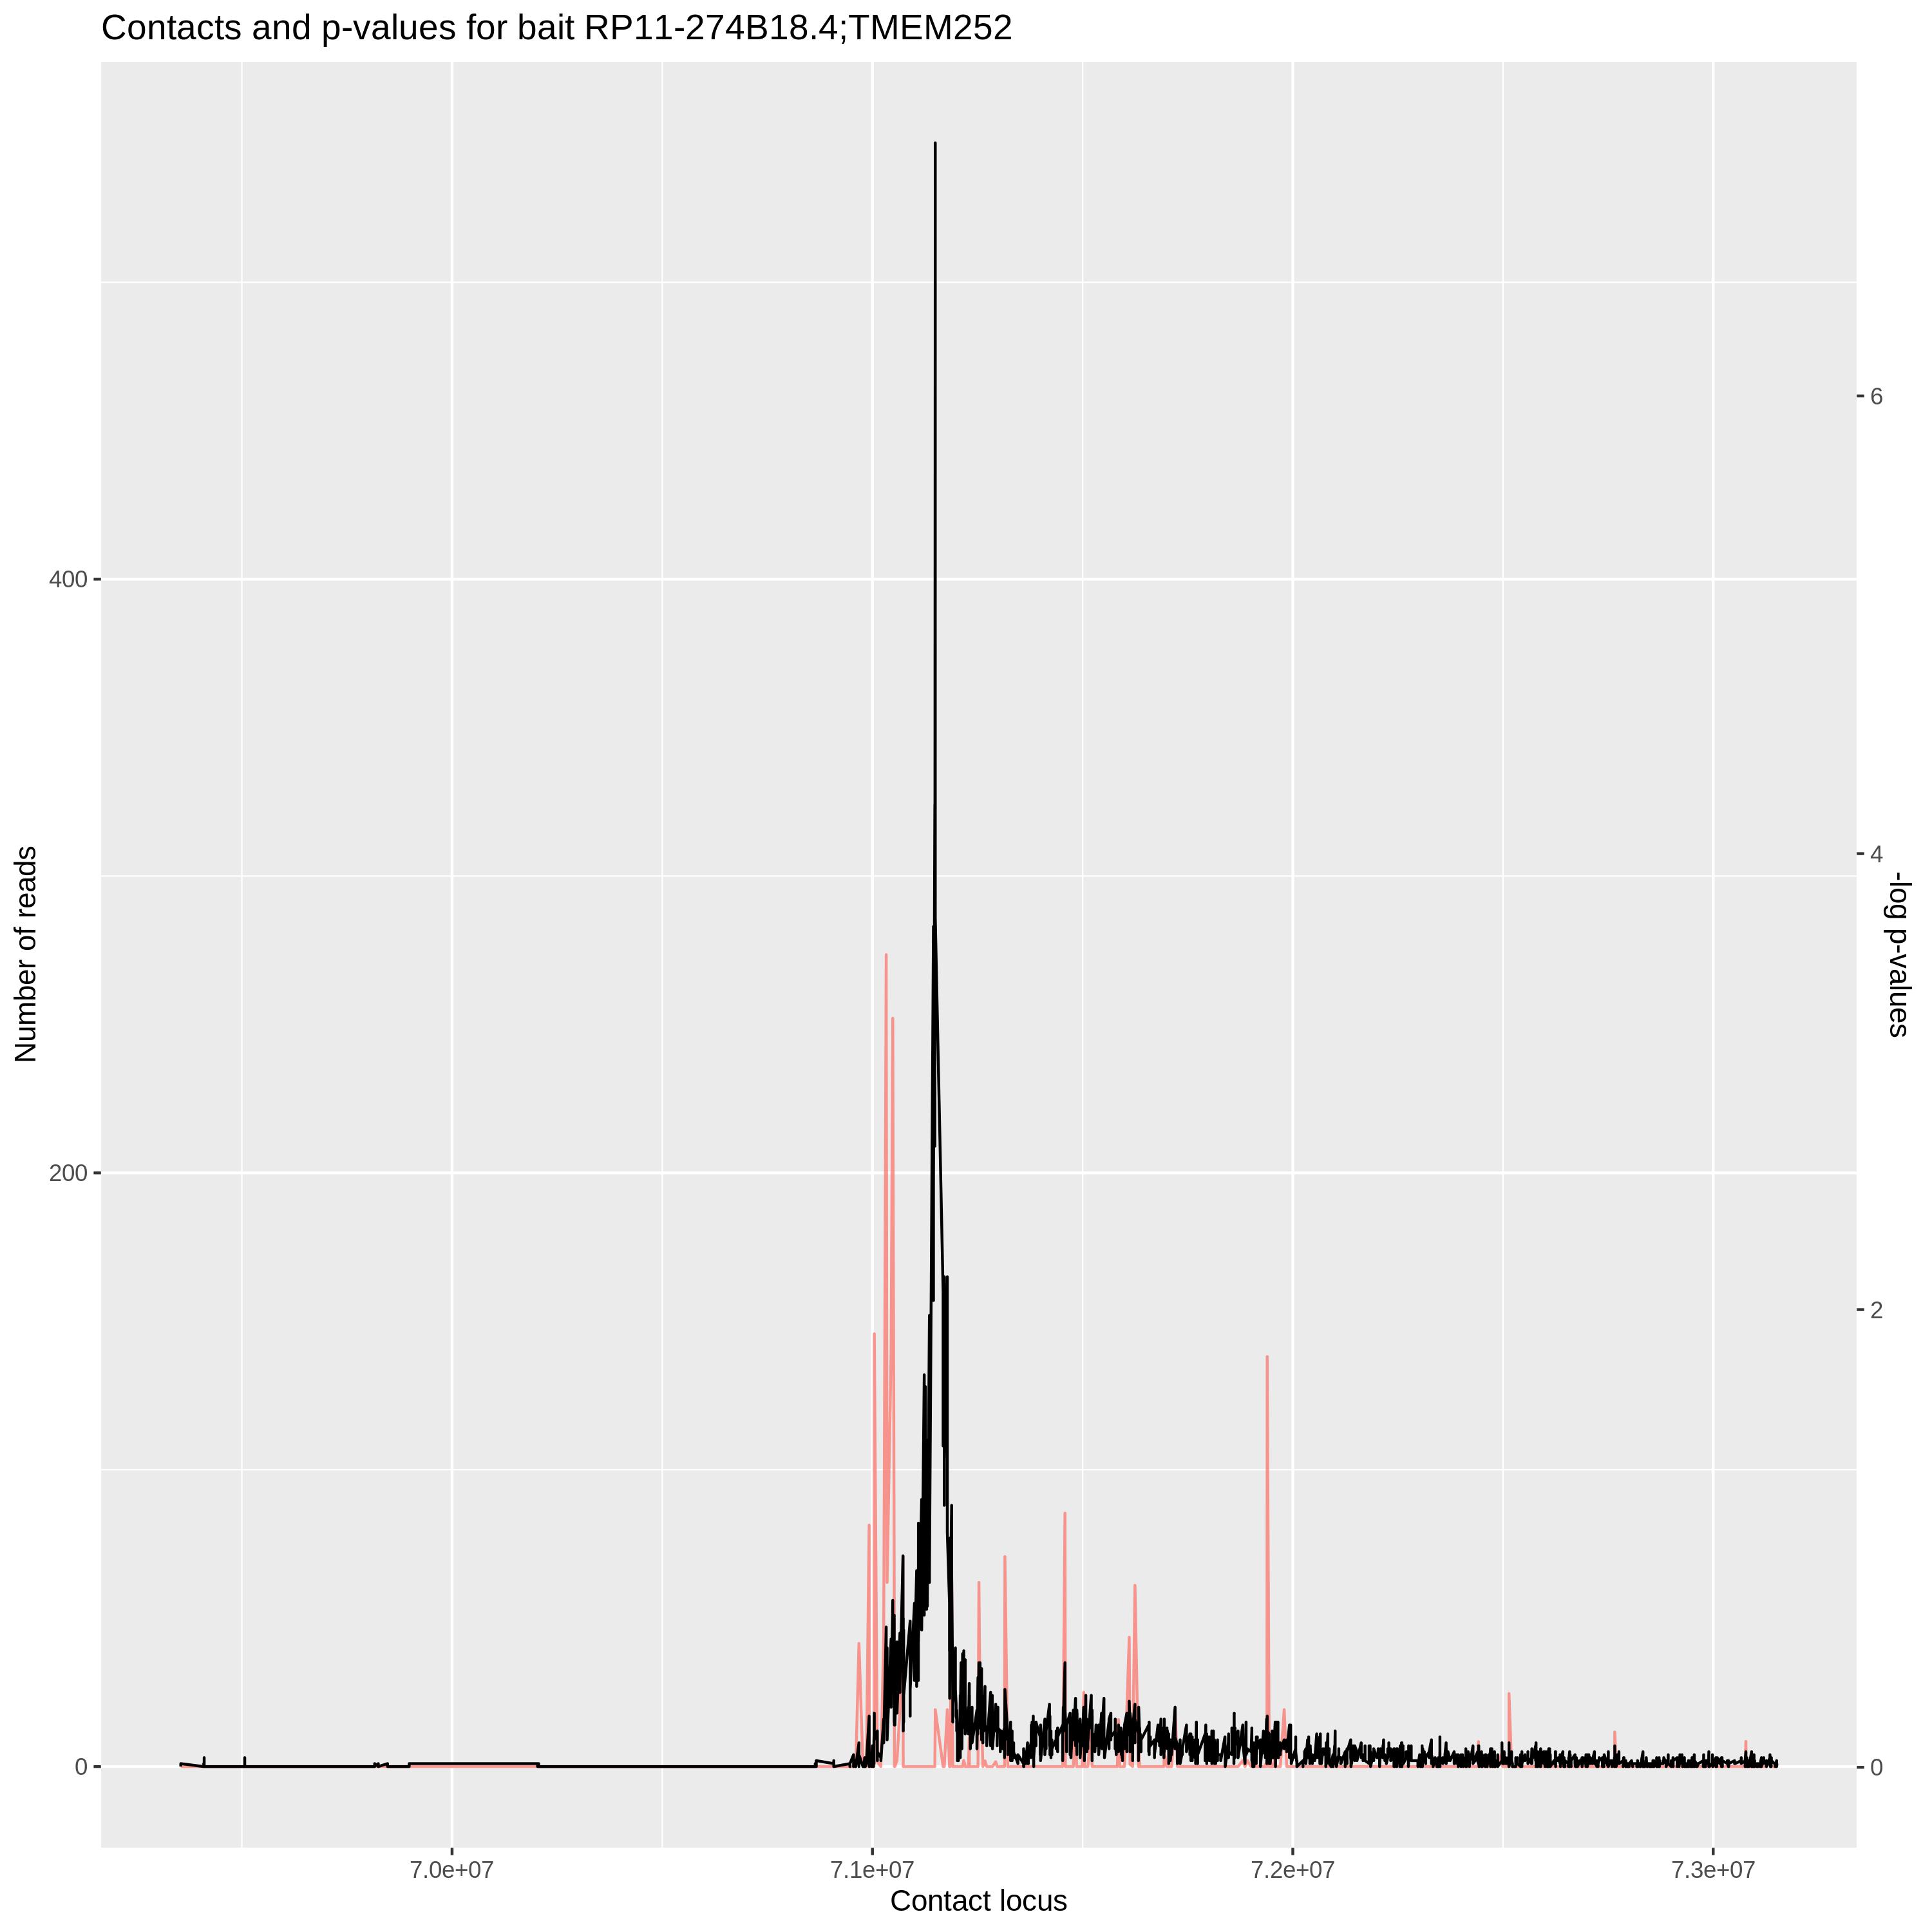 Contacts and p-values for bait RP11-274B18.4;TMEM252
Number of reads
400
200
0
6
4
2
0
-log p-values
7.0e+07 7.1e+07 7.2e+07 7.3e+07
Contact locus